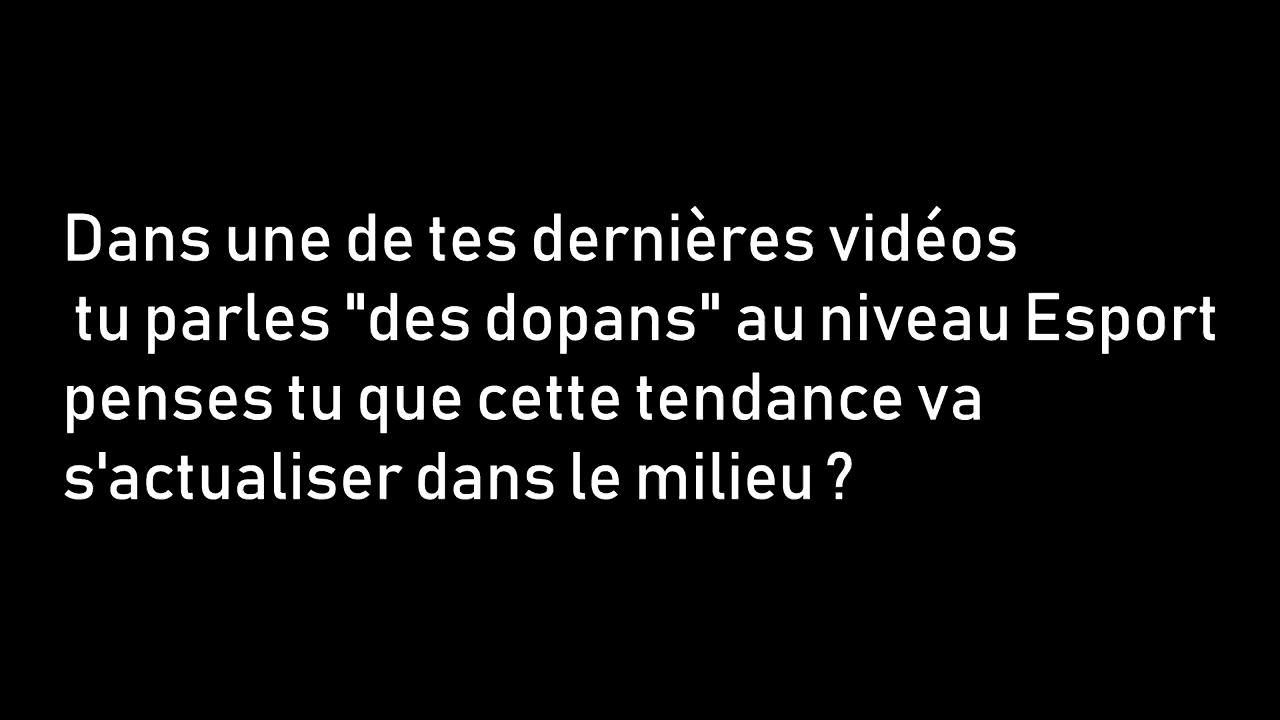 Dans une de tes dernières vidéos
tu parles "des dopans" au niveau Esport
penses tu que cette tendance va
s'actualiser dans le milieu ?